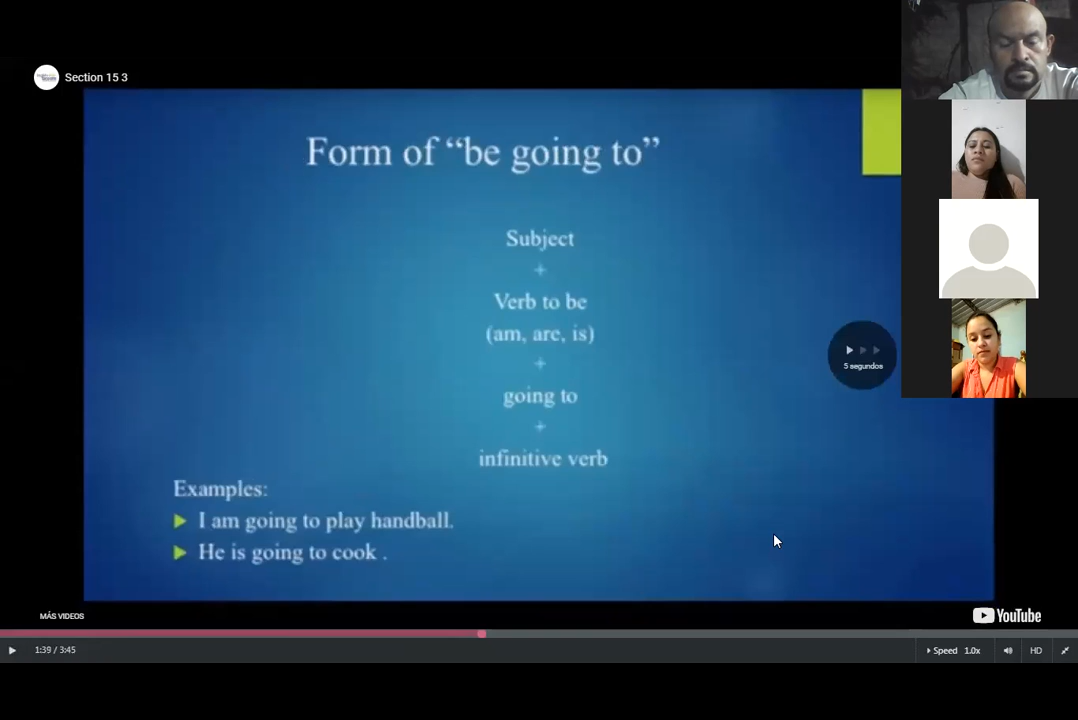 Section 15 3
Form of “be going to”
Subject
+
Verb to be
(am, are, is)
+
going to
+
infinitive verb
Examples:
I am going to play handball.
He is going to cook .
5 segundos
MÁS VIDEOS
YouTube
1:39 / 3:45
Speed 1.0x
HD